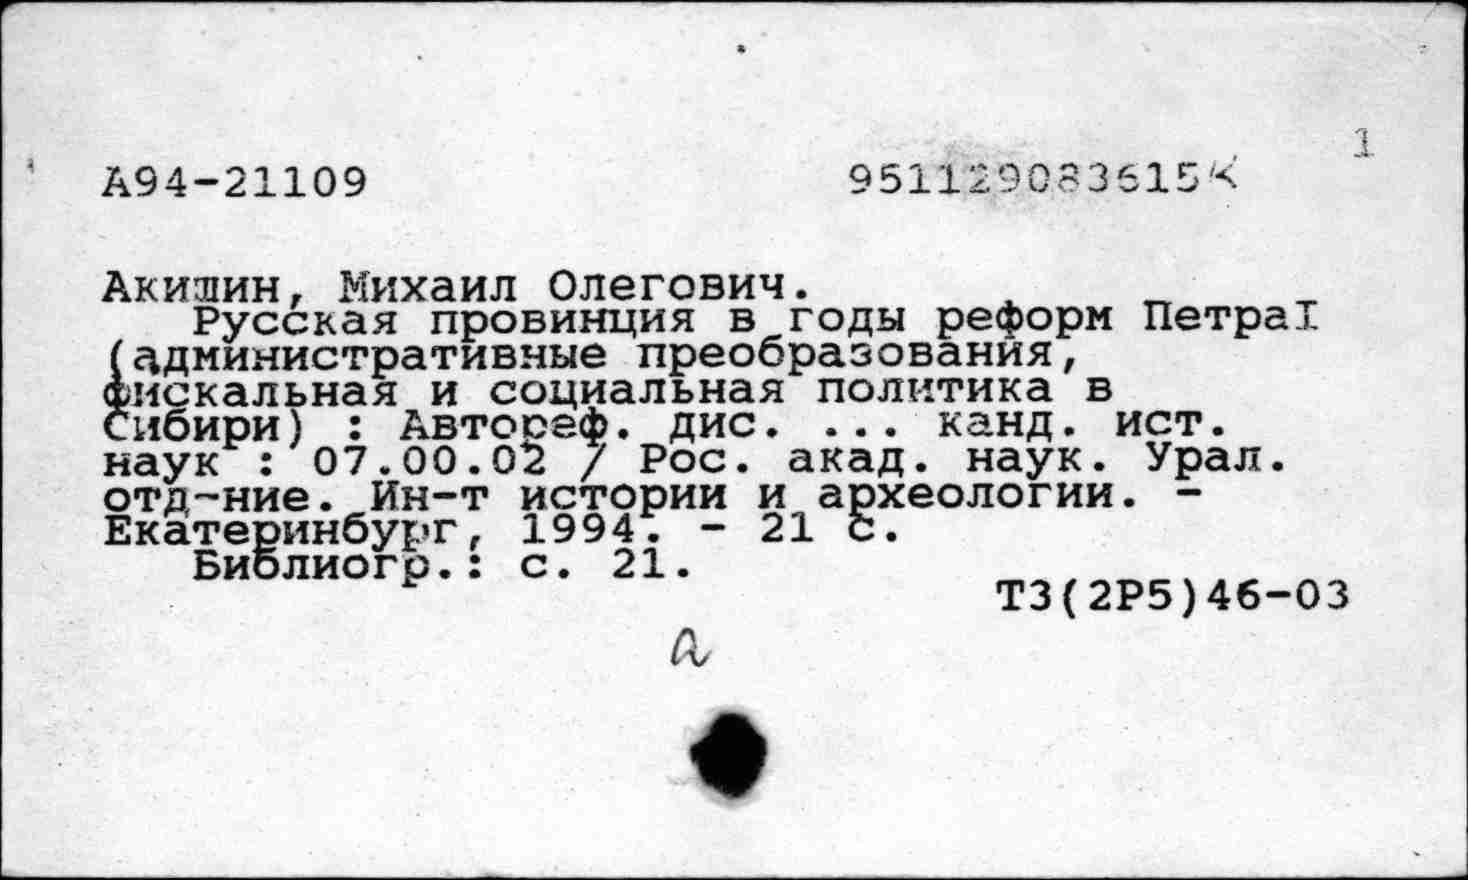 1
А94-21109 951129083615
Акишин, Михаил Олегович.
Русская провинция в годы реформ ПетраI
(административные преобразования,
фискальная и социальная политика в
Сибири) : Автореф. дис. ... канд. ист.
наук : 07.00.02 / Рос. акад. наук. Урал.
отд-ние. Ин-т истории и археологии. -
Екатеринбург, 1994. - 21 с.
Библиогр.: с. 21.
Т3(2Р5)46-03
а